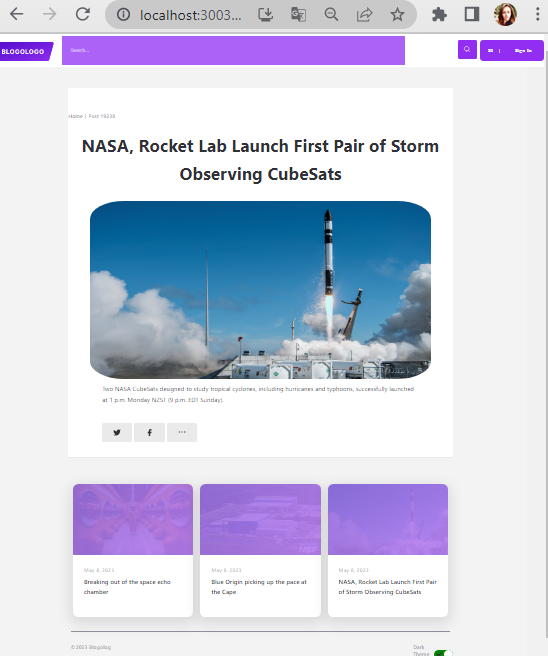 localhost:3003...
BLOGOLOGO
Search...
Sign In
Home | Post 19238
NASA, Rocket Lab Launch First Pair of Storm
Observing CubeSats
Two NASA CubeSats designed to study tropical cyclones, including hurricanes and typhoons, successfully launched
at 1 p.m. Monday NZST (9 p.m. EDT Sunday).
...
May 8, 2023
Breaking out of the space echo
chamber
May 8, 2023
Blue Origin picking up the pace at
the Cape
May 8, 2023
NASA, Rocket Lab Launch First Pair
of Storm Observing CubeSats
© 2023 Blogolog
Dark
Theme